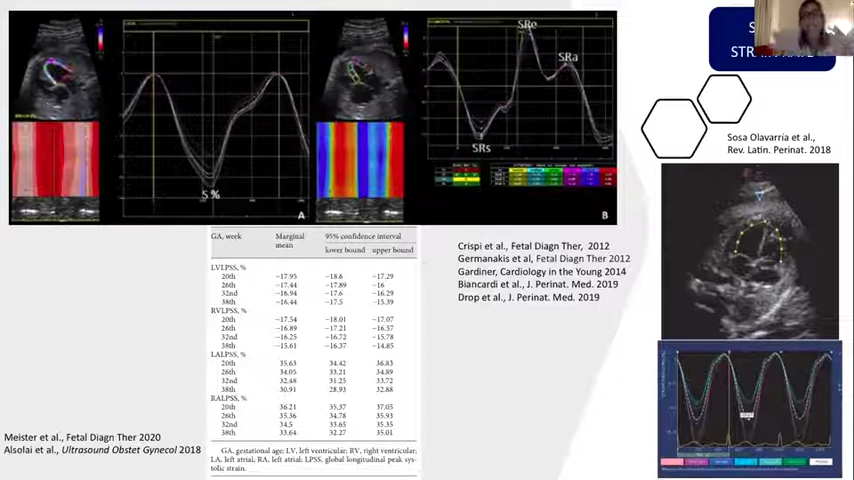 SRe
SRa
SRs
S %
A
B
STRAIN RATE
Sosa Olavarría et al.,
Rev. Latin. Perinat. 2018
Crispi et al., Fetal Diagn Ther, 2012
Germanakis et al, Fetal Diagn Ther 2012
Gardiner, Cardiology in the Young 2014
Biancardi et al., J. Perinat. Med. 2019
Drop et al., J. Perinat. Med. 2019
GA, week Marginal mean 95% confidence interval
lower bound upper bound
LVLPSS, %
20th −17.95 −18.6 −17.29
26th −17.44 −17.89 −16
32nd −16.94 −17.6 −16.29
38th −16.44 −17.5 −15.39
RVLPSS, %
20th −17.54 −18.01 −17.07
26th −16.89 −17.21 −16.57
32nd −16.25 −16.72 −15.78
38th −15.61 −16.37 −14.85
LALPSS, %
20th 35.63 34.42 36.83
26th 34.05 33.21 34.89
32nd 32.48 31.25 33.72
38th 30.91 28.93 32.88
RALPSS, %
20th 36.21 35.37 37.05
26th 35.36 34.78 35.93
32nd 34.5 33.65 35.35
38th 33.64 32.27 35.01
GA, gestational age; LV, left ventricular; RV, right ventricular;
LA, left atrial; RA, left atrial; LPSS, global longitudinal peak sys-
tolic strain.
Meister et al., Fetal Diagn Ther 2020
Alsolai et al., Ultrasound Obstet Gynecol 2018